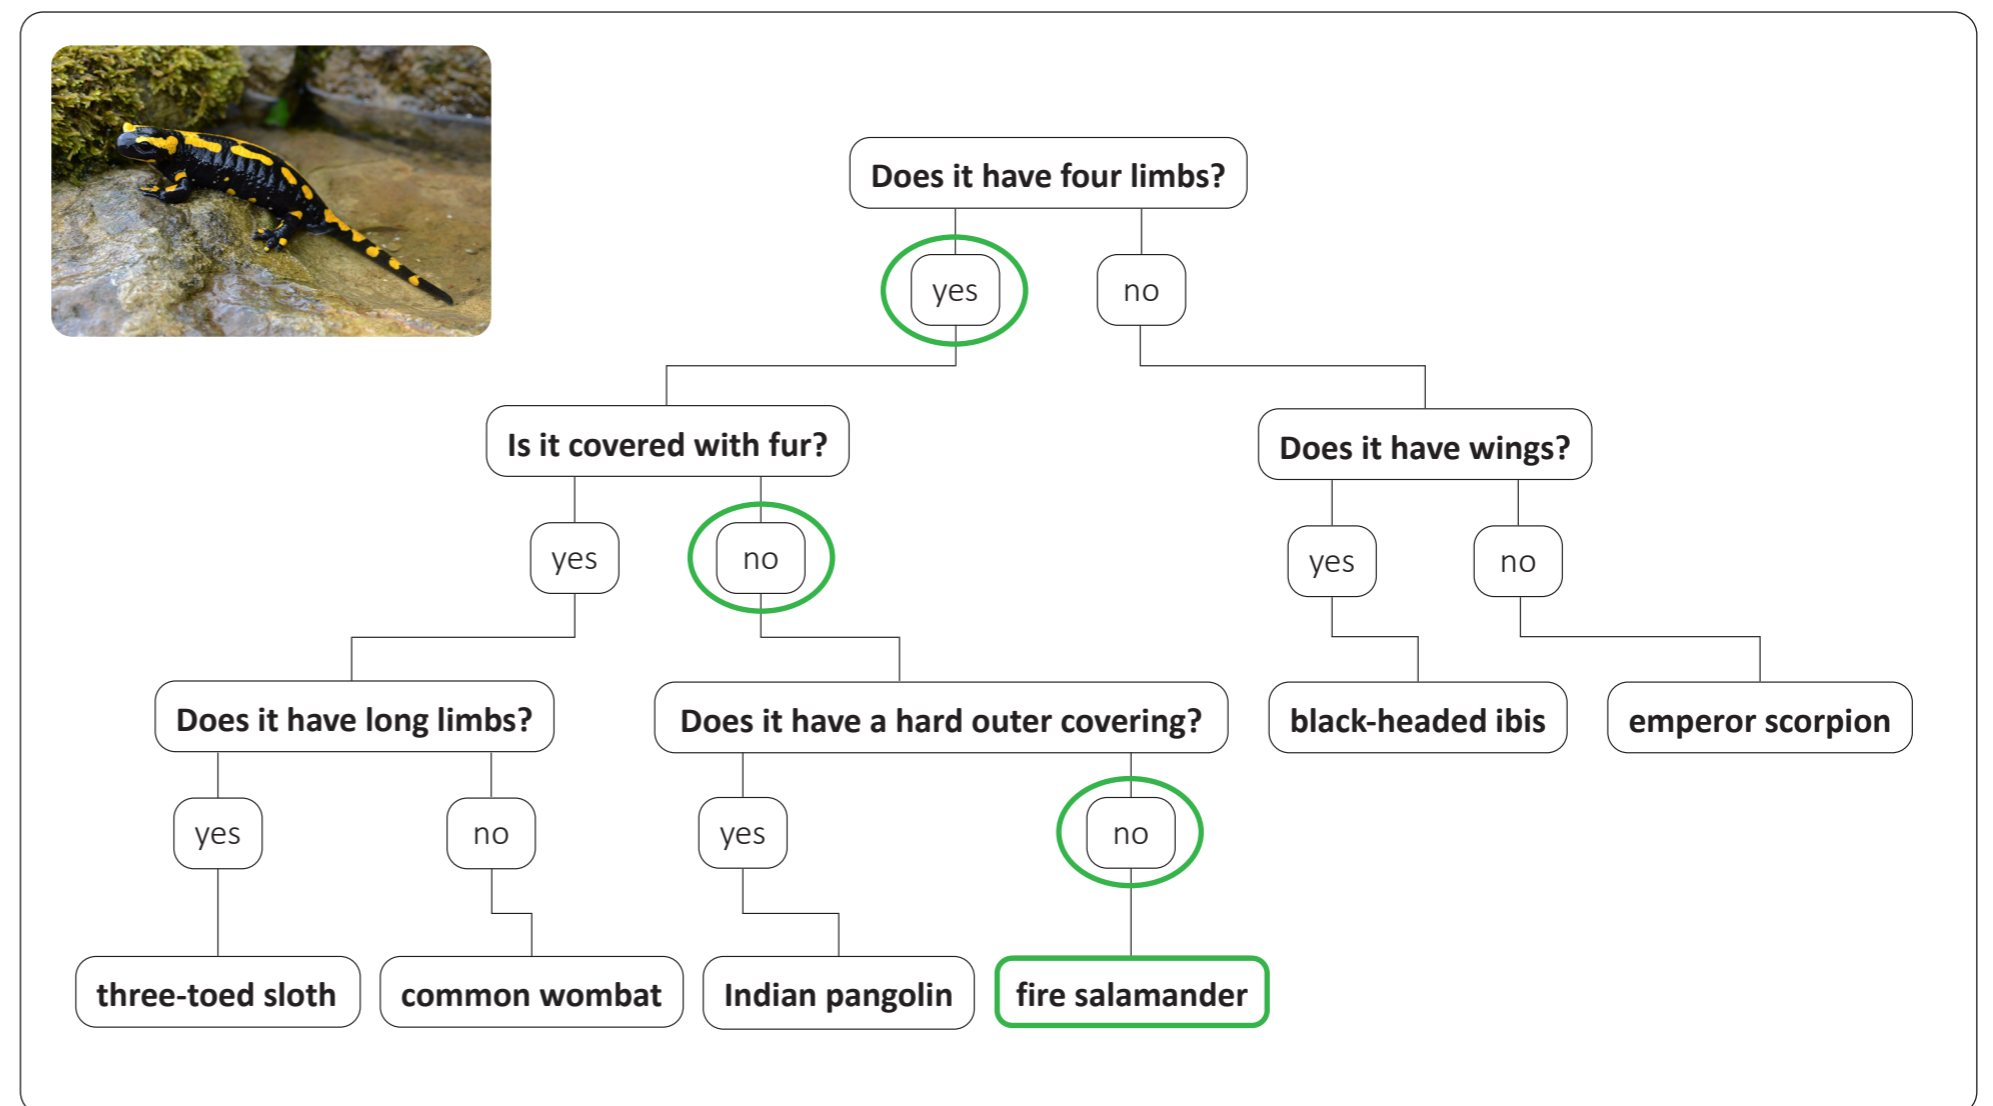 Does it have four limbs?
yes
no
Is it covered with fur?
Does it have wings?
yes
no
yes
no
Does it have long limbs?
Does it have a hard outer covering?
black-headed ibis
emperor scorpion
yes
no
yes
no
three-toed sloth
common wombat
Indian pangolin
fire salamander